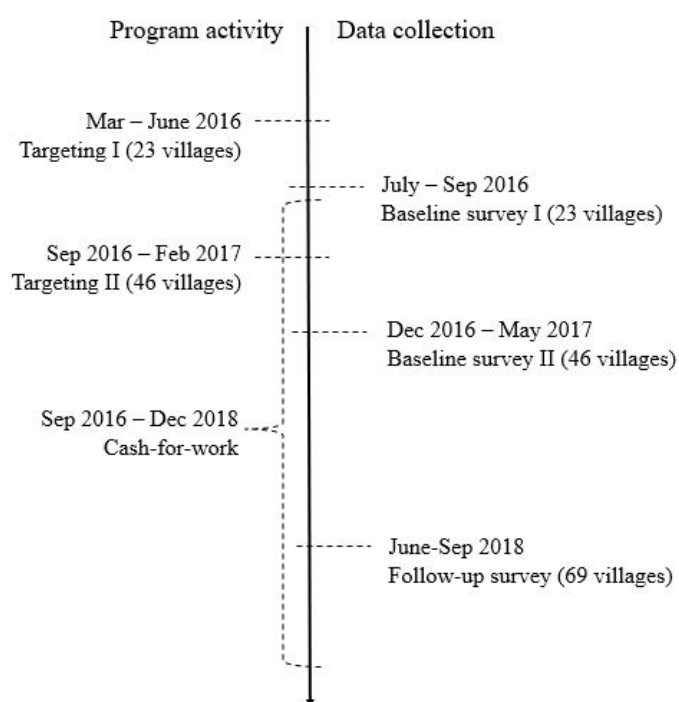 Program activity
Data collection
Mar – June 2016
Targeting I (23 villages)
July – Sep 2016
Baseline survey I (23 villages)
Sep 2016 – Feb 2017
Targeting II (46 villages)
Dec 2016 – May 2017
Baseline survey II (46 villages)
Sep 2016 – Dec 2018
Cash-for-work
June-Sep 2018
Follow-up survey (69 villages)